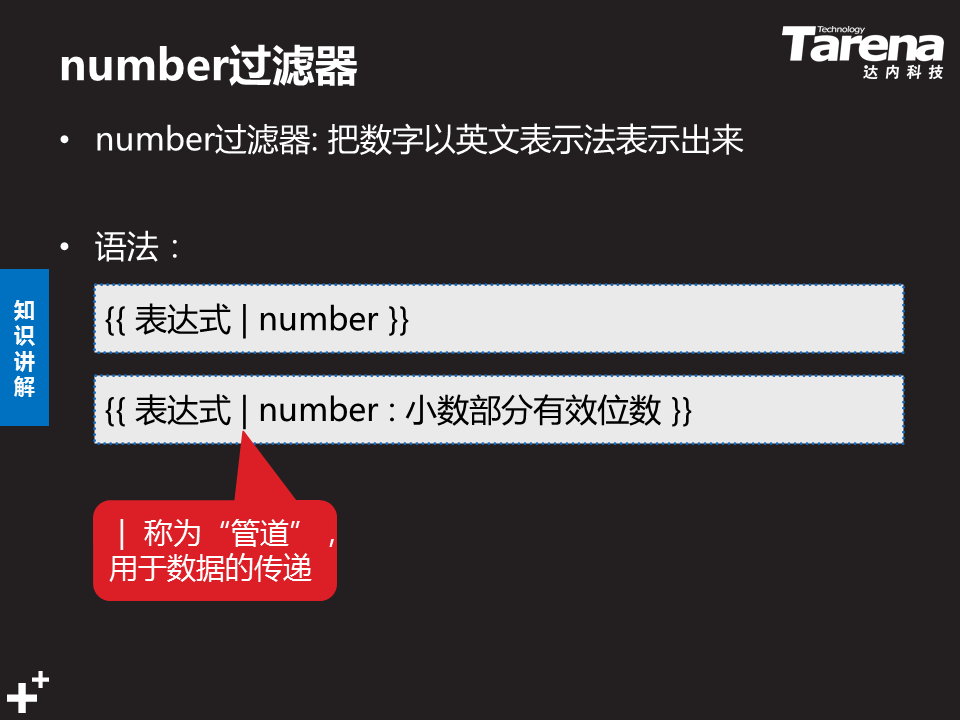 number过滤器
Technology
Tarena
达内科技
• number过滤器: 把数字以英文表示法表示出来
• 语法：
知
识
讲
解
{{ 表达式 | number }}
{{ 表达式 | number : 小数部分有效位数 }}
| 称为“管道”，
用于数据的传递